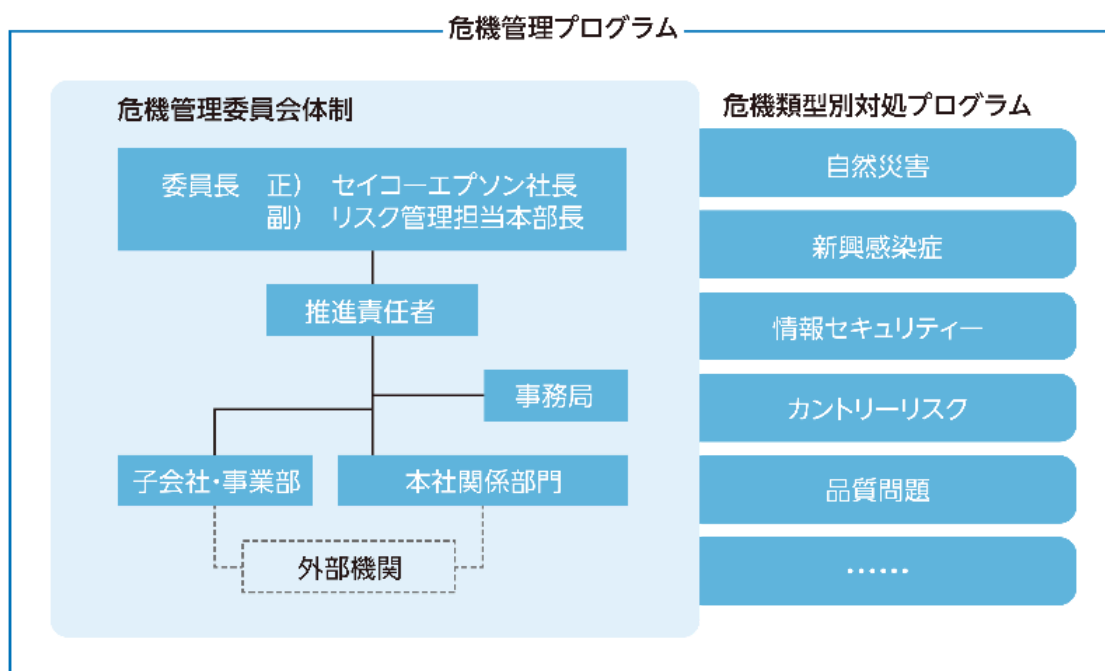 危機管理プログラム
危機管理委員会体制
委員長 正) セイコーエプソン社長
副) リスク管理担当本部長
推進責任者
事務局
子会社・事業部
本社関係部門
外部機関
危機類型別対処プログラム
自然災害
新興感染症
情報セキュリティー
カントリーリスク
品質問題
……